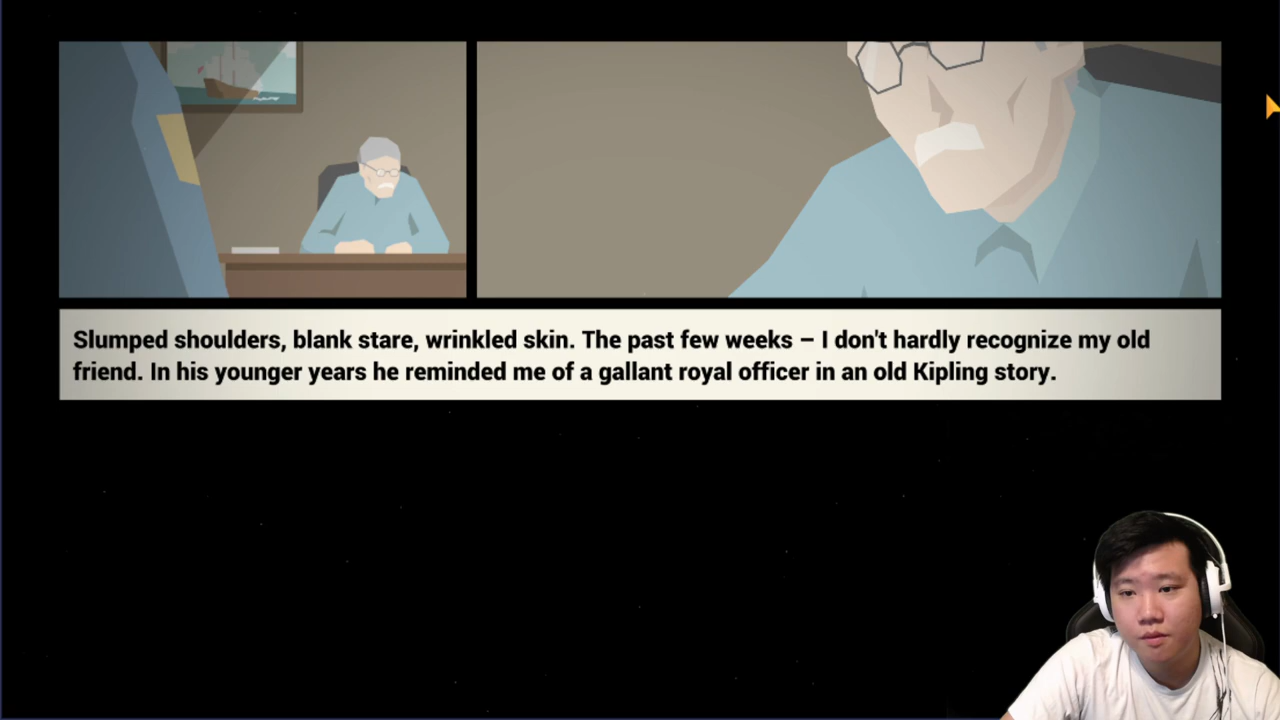 Slumped shoulders, blank stare, wrinkled skin. The past few weeks – I don't hardly recognize my old
friend. In his younger years he reminded me of a gallant royal officer in an old Kipling story.